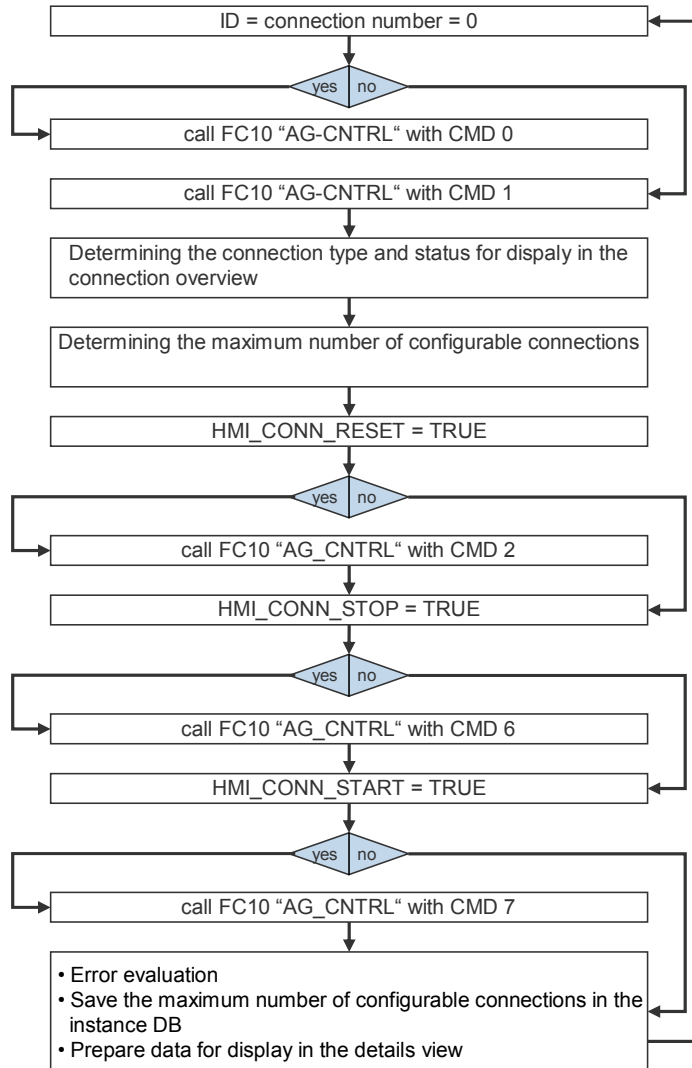 ID = connection number = 0
yes no
call FC10 “AG-CNTRL“ with CMD 0
call FC10 “AG-CNTRL“ with CMD 1
Determining the connection type and status for dispaly in the
connection overview
Determining the maximum number of configurable connections
HMI_CONN_RESET = TRUE
yes no
call FC10 “AG_CNTRL“ with CMD 2
HMI_CONN_STOP = TRUE
yes no
call FC10 “AG_CNTRL“ with CMD 6
HMI_CONN_START = TRUE
yes no
call FC10 “AG_CNTRL“ with CMD 7
• Error evaluation
• Save the maximum number of configurable connections in the
instance DB
• Prepare data for display in the details view